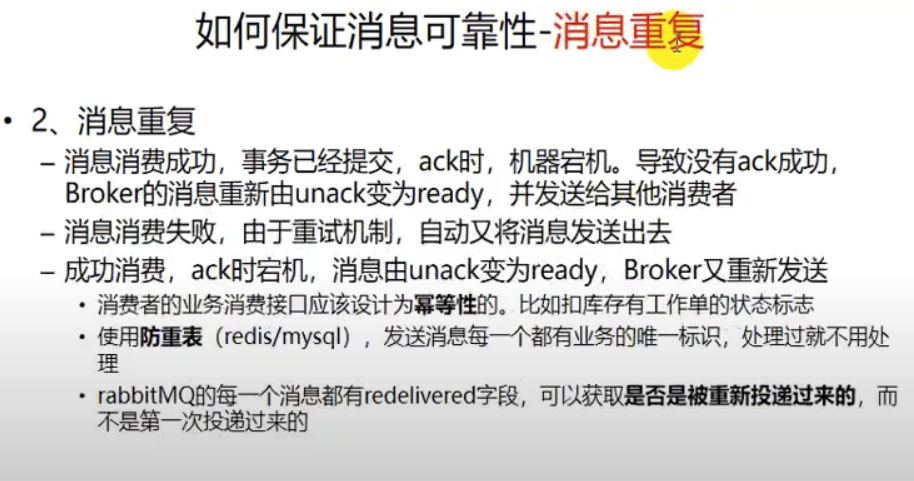 如何保证消息可靠性-消息重复
• 2、消息重复
– 消息消费成功，事务已经提交，ack时，机器宕机。导致没有ack成功，
Broker的消息重新由unack变为ready，并发送给其他消费者
– 消息消费失败，由于重试机制，自动又将消息发送出去
– 成功消费，ack时宕机，消息由unack变为ready，Broker又重新发送
• 消费者的业务消费接口应该设计为幂等性的。比如扣库存有工作单的状态标志
• 使用防重表（redis/mysql），发送消息每一个都有业务的唯一标识，处理过就不用处
理
• rabbitMQ的每一个消息都有redelivered字段，可以获取是否是被重新投递过来的，而
不是第一次投递过来的